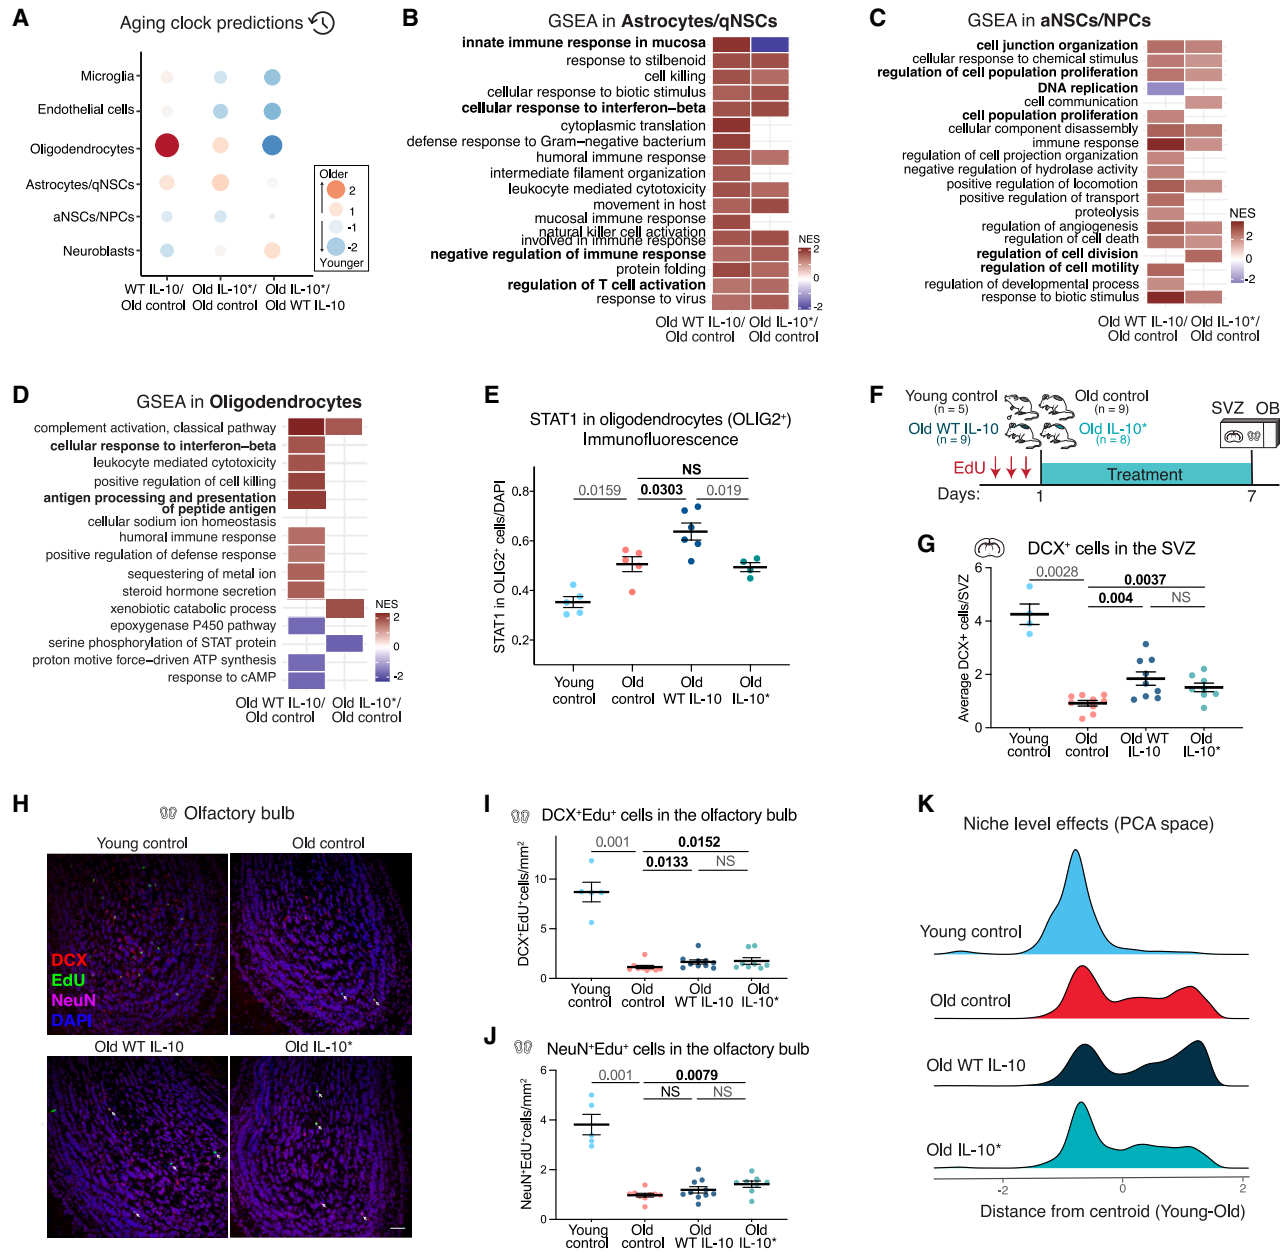 A
Aging clock predictions
Microglia
Endothelial cells
Oligodendrocytes
Astrocytes/qNSCs
aNSCs/NPCs
Neuroblasts
WT IL-10/
Old control
Old IL-10*/
Old control
Old IL-10*/
Old WT IL-10
Older
2
1
-1
-2
Younger
B
GSEA in Astrocytes/qNSCs
innate immune response in mucosa
response to stilbenoid
cell killing
cellular response to biotic stimulus
cellular response to interferon−beta
cytoplasmic translation
defense response to Gram−negative bacterium
humoral immune response
intermediate filament organization
leukocyte mediated cytotoxicity
movement in host
mucosal immune response
natural killer cell activation
involved in immune response
negative regulation of immune response
protein folding
regulation of T cell activation
response to virus
NES
2
1
0
-2
Old WT IL-10/
Old control
Old IL-10*/
Old control
C
GSEA in aNSCs/NPCs
cell junction organization
cellular response to chemical stimulus
regulation of cell population proliferation
DNA replication
cell communication
cell population proliferation
cellular component disassembly
immune response
regulation of cell projection organization
negative regulation of hydrolase activity
positive regulation of locomotion
positive regulation of transport
proteolysis
regulation of angiogenesis
regulation of cell death
regulation of cell division
regulation of cell motility
regulation of developmental process
response to biotic stimulus
NES
2
0
-2
Old WT IL-10/
Old control
Old IL-10*/
Old control
D
GSEA in Oligodendrocytes
complement activation, classical pathway
cellular response to interferon−beta
leukocyte mediated cytotoxicity
positive regulation of cell killing
antigen processing and presentation
of peptide antigen
cellular sodium ion homeostasis
humoral immune response
positive regulation of defense response
sequestering of metal ion
steroid hormone secretion
xenobiotic catabolic process
epoxygenase P450 pathway
serine phosphorylation of STAT protein
proton motive force−driven ATP synthesis
response to cAMP
NES
2
1
0
-2
Old WT IL-10/
Old control
Old IL-10*/
Old control
E
STAT1 in oligodendrocytes (OLIG2⁺)
Immunofluorescence
NS
0.0159
0.0303
0.019
STAT1 in OLIG2⁺ cells/DAPI
0.8
0.6
0.4
0.2
Young
control
Old
control
Old
WT IL-10
Old
IL-10*
F
Young control
(n = 5)
Old control
(n = 9)
Old WT IL-10
(n = 9)
Old IL-10*
(n = 8)
SVZ OB
EdU
Treatment
Days:
1
7
G
DCX⁺ cells in the SVZ
0.0028
0.0037
0.004
NS
Average DCX+ cells/SVZ
6
4
2
0
Young
control
Old
control
Old WT
IL-10
Old
IL-10*
H
Olfactory bulb
Young control
Old control
DCX
EdU
NeuN
DAPI
Old WT IL-10
Old IL-10*
I
DCX⁺Edu⁺ cells in the olfactory bulb
0.001
0.0152
0.0133
NS
DCX⁺EdU⁺cells/mm²
10
5
0
Young
control
Old
control
Old
WT IL-10
Old
IL-10*
J
NeuN⁺Edu⁺ cells in the olfactory bulb
0.001
0.0079
NS
NS
NeuN⁺EdU⁺cells/mm²
6
4
2
0
Young
control
Old
control
Old
WT IL-10
Old
IL-10*
K
Niche level effects (PCA space)
Young control
Old control
Old WT IL-10
Old IL-10*
-2
0
2
Distance from centroid (Young-Old)